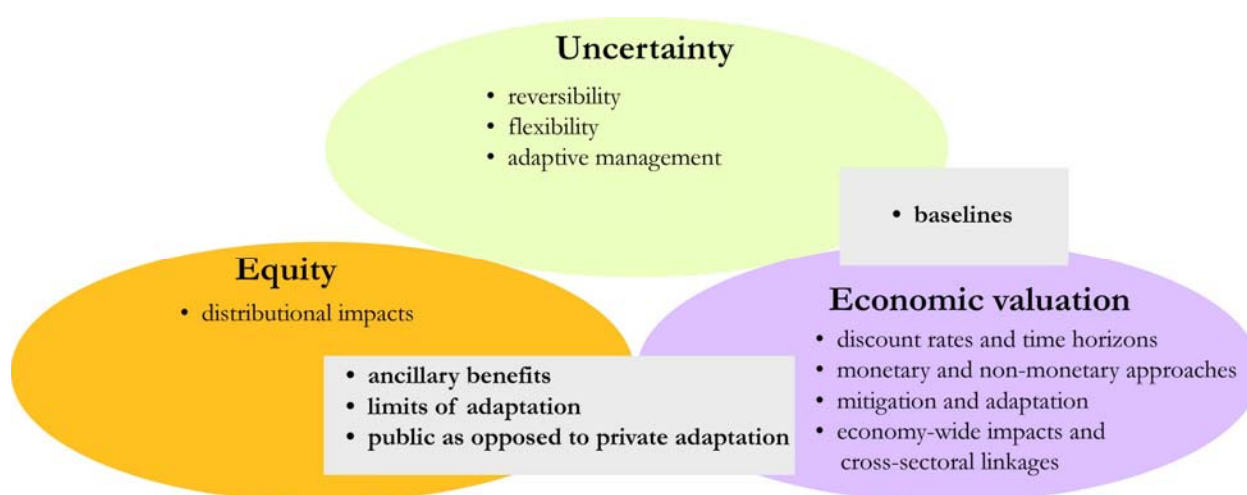 Uncertainty
• reversibility
• flexibility
• adaptive management
• baselines
Equity
• distributional impacts
• ancillary benefits
• limits of adaptation
• public as opposed to private adaptation
Economic valuation
• discount rates and time horizons
• monetary and non-monetary approaches
• mitigation and adaptation
• economy-wide impacts and
cross-sectoral linkages